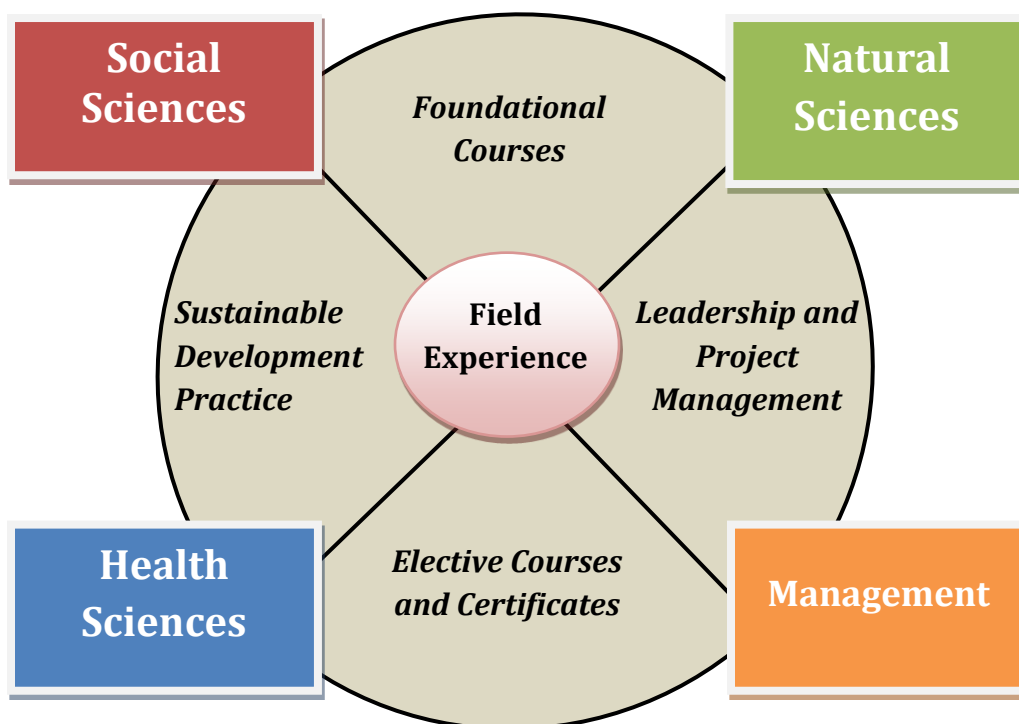 Social
Sciences
Natural
Sciences
Foundational
Courses
Sustainable
Development
Practice
Field
Experience
Leadership and
Project
Management
Health
Sciences
Elective Courses
and Certificates
Management